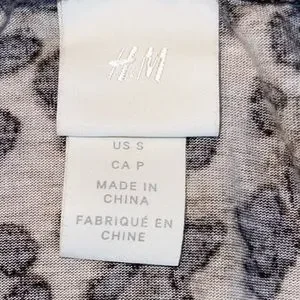 H.M
US S
CA P
MADE IN
CHINA
FABRIQUÉ EN
CHINE